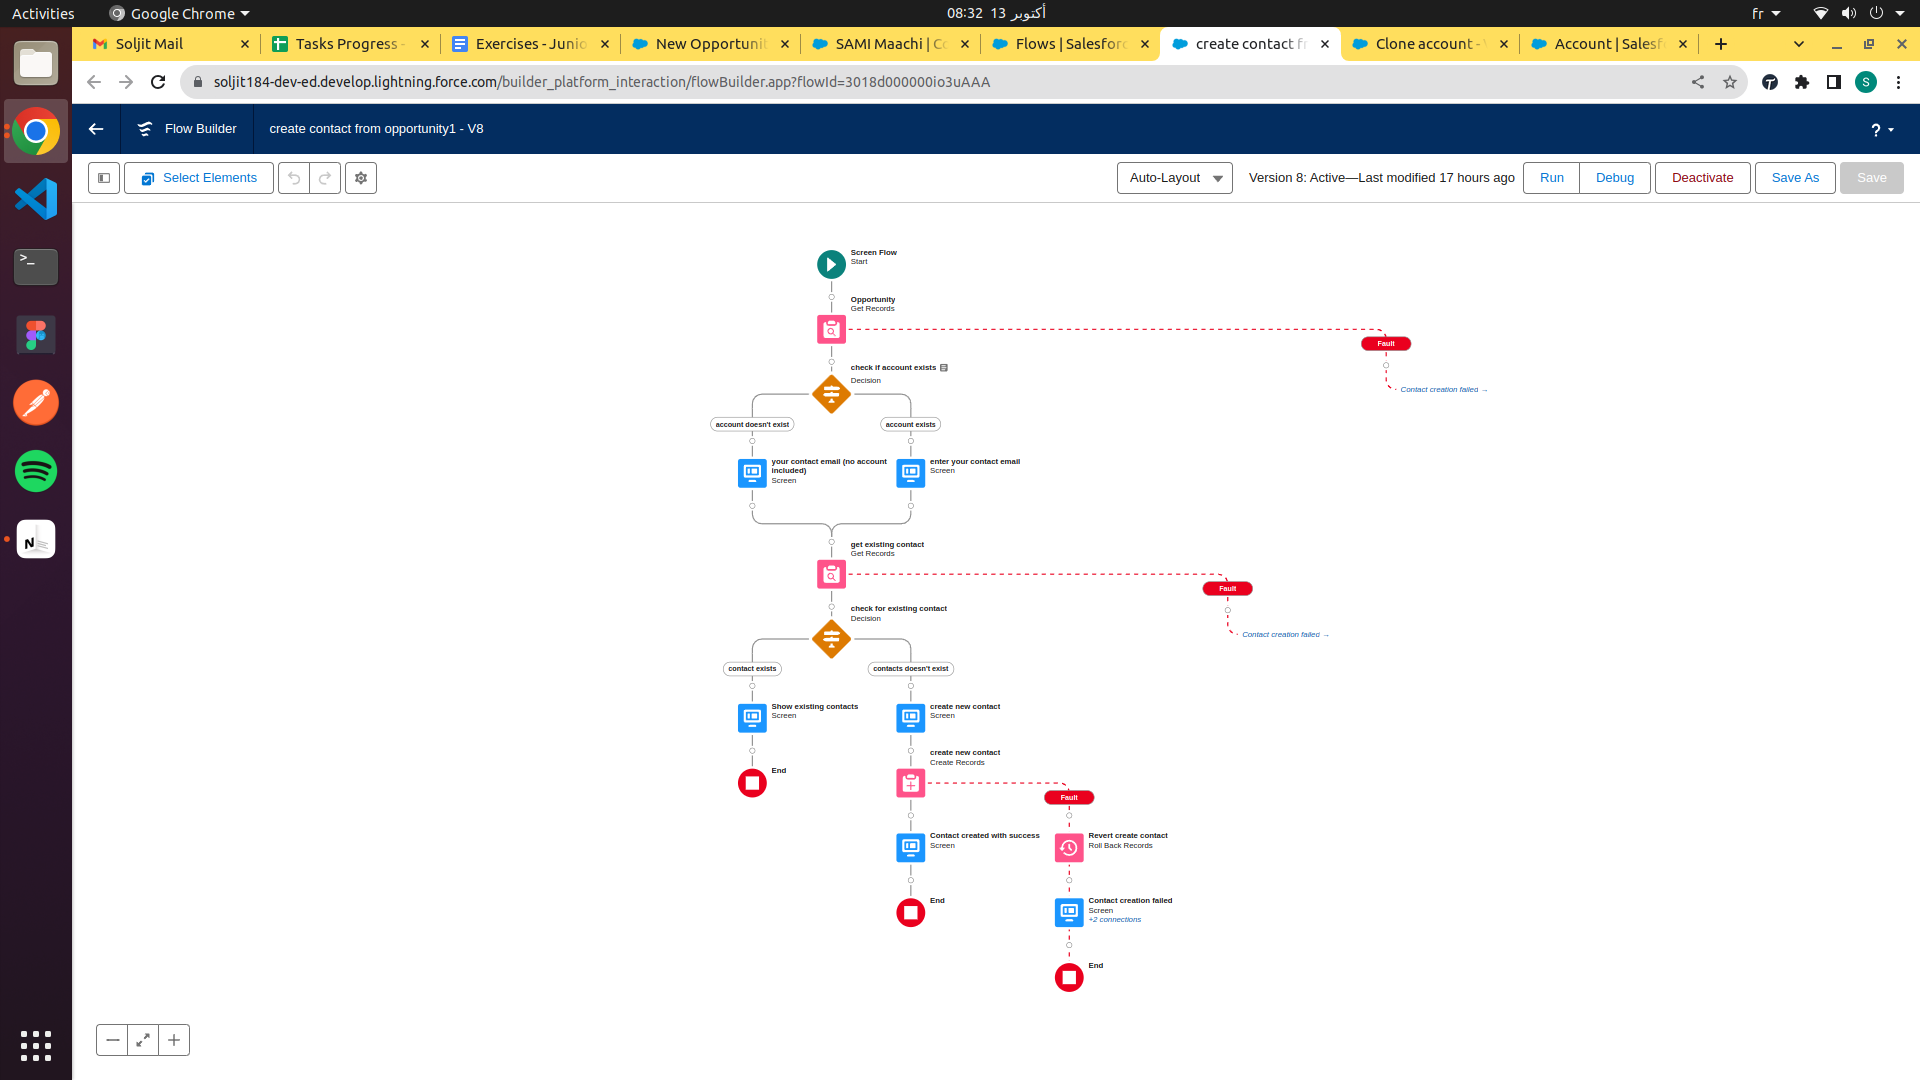 Activities
Google Chrome
08:32 13 أكتوبر
fr
Soljit Mail
Tasks Progress -
Exercises - Junio
New Opportunit
SAMI Maachi | Co
Flows | Salesforc
create contact fr
Clone account -
Account | Salesf
soljit184-dev-ed.develop.lightning.force.com/builder_platform_interaction/flowBuilder.app?flowId=3018d000000io3uAAA
S
Flow Builder
create contact from opportunity1 - V8
?
Select Elements
Auto-Layout
Version 8: Active—Last modified 17 hours ago
Run
Debug
Deactivate
Save As
Save
Screen Flow
Start
Opportunity
Get Records
Fault
Contact creation failed →
check if account exists
Decision
account doesn't exist
account exists
your contact email (no account
included)
Screen
enter your contact email
Screen
get existing contact
Get Records
Fault
Contact creation failed →
check for existing contact
Decision
contact exists
contacts doesn't exist
Show existing contacts
Screen
create new contact
Screen
End
create new contact
Create Records
Fault
Contact created with success
Screen
Revert create contact
Roll Back Records
End
Contact creation failed
Screen
+2 connections
End